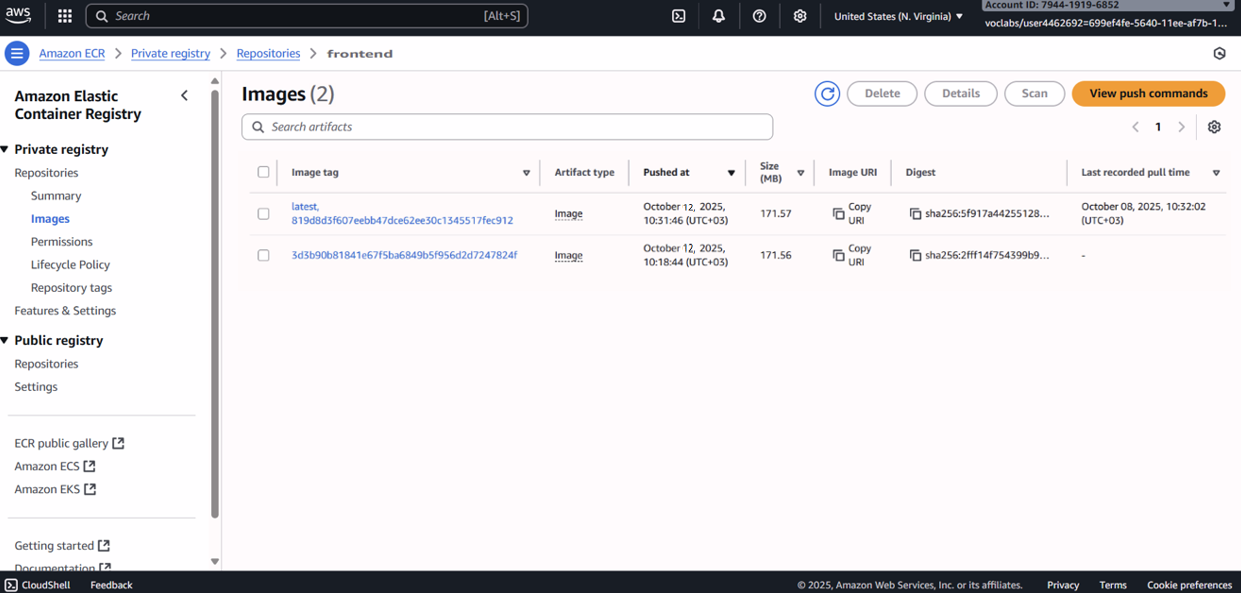 aws
Search [Alt+S]
United States (N. Virginia)
Account ID: 7944-1919-6852
voclabs/user4462692=699ef4fe-5640-11ee-af7b-1...
Amazon ECR > Private registry > Repositories > frontend
Amazon Elastic
Container Registry
Private registry
Repositories
Summary
Images
Permissions
Lifecycle Policy
Repository tags
Features & Settings
Public registry
Repositories
Settings
ECR public gallery
Amazon ECS
Amazon EKS
Getting started
Documentation
Images (2)
Delete
Details
Scan
View push commands
Search artifacts
1
Image tag
Artifact type
Pushed at
Size
(MB)
Image URI
Digest
Last recorded pull time
latest,
819d8d3f607eebb47dce62ee30c1345517fec912
Image
October 12, 2025,
10:31:46 (UTC+03)
171.57
Copy
URI
sha256:5f917a44255128...
October 08, 2025, 10:32:02
(UTC+03)
3d3b90b81841e67f5ba6849b5f956d2d7247824f
Image
October 12, 2025,
10:18:44 (UTC+03)
171.56
Copy
URI
sha256:2fff14f754399b9...
-
CloudShell
Feedback
© 2025, Amazon Web Services, Inc. or its affiliates.
Privacy
Terms
Cookie preferences